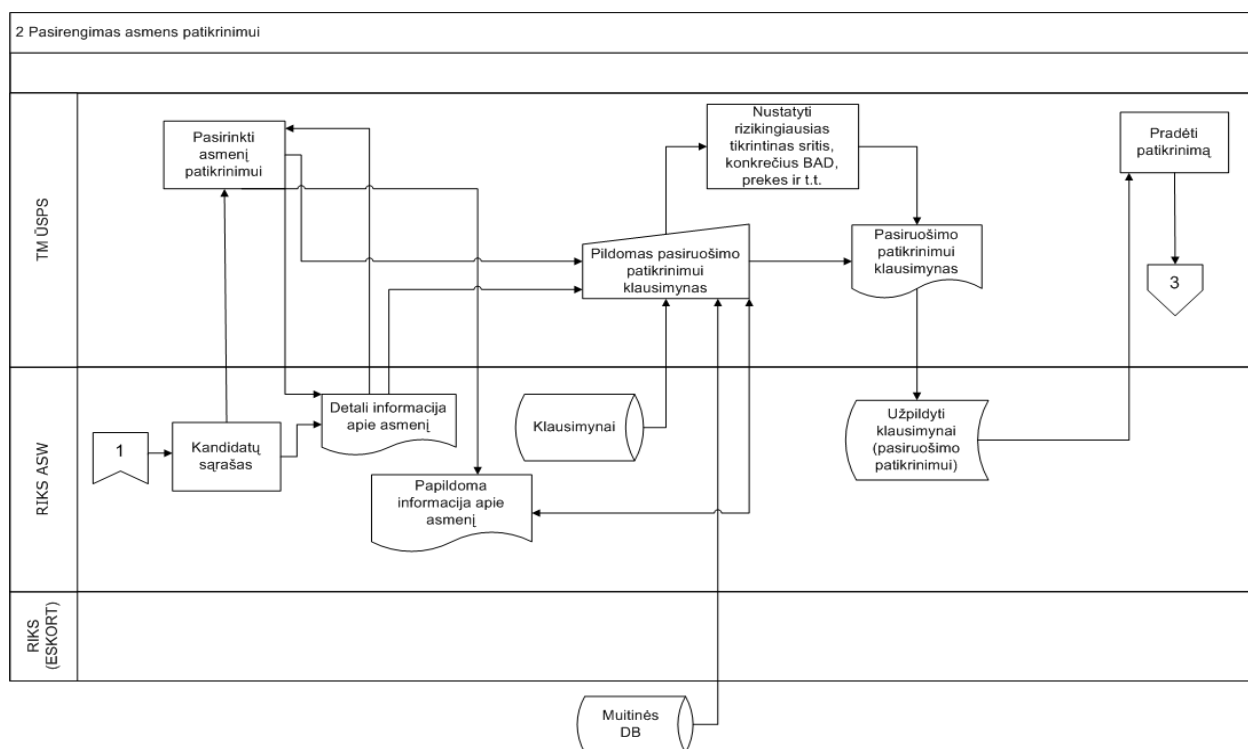 2 Pasirengimas asmens patikrinimui
TM ŪSPS
Pasirinkti
asmenį
patikrinimui
Nustatyti
rizikingiausias
tikrintinas sritis,
konkrečius BAD,
prekes ir t.t.
Pradėti
patikrinimą
Pildomas pasiruošimo
patikrinimui
klausimynas
Pasiruošimo
patikrinimui
klausimynas
3
RIKS ASW
1
Kandidatų
sąrašas
Detali informacija
apie asmenį
Klausimynai
Užpildyti
klausimynai
(pasiruošimo
patikrinimui)
Papildoma
informacija apie
asmenį
RIKS
(ESKORT)
Muitinės
DB